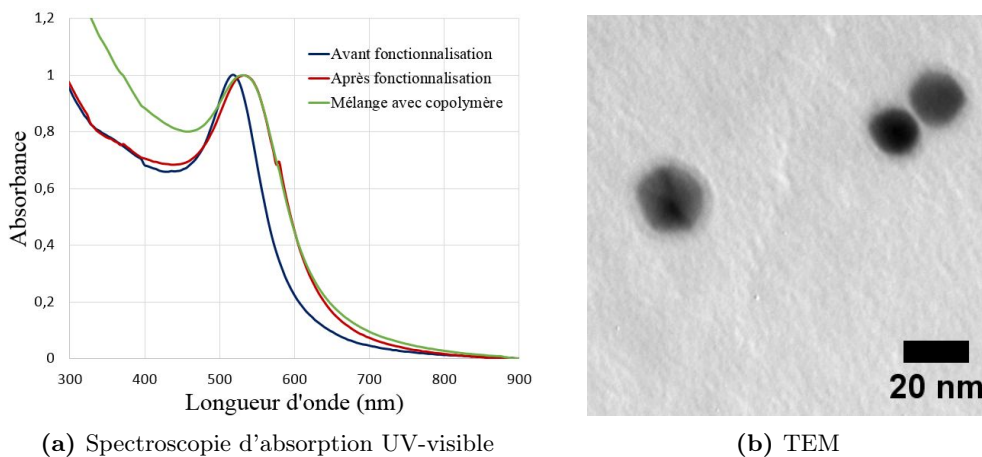 1,2
1
0,8
0,6
0,4
0,2
0
Absorbance
Avant fonctionnalisation
Après fonctionnalisation
Mélange avec copolymère
300 400 500 600 700 800 900
Longueur d'onde (nm)
(a) Spectroscopie d'absorption UV-visible
20 nm
(b) TEM